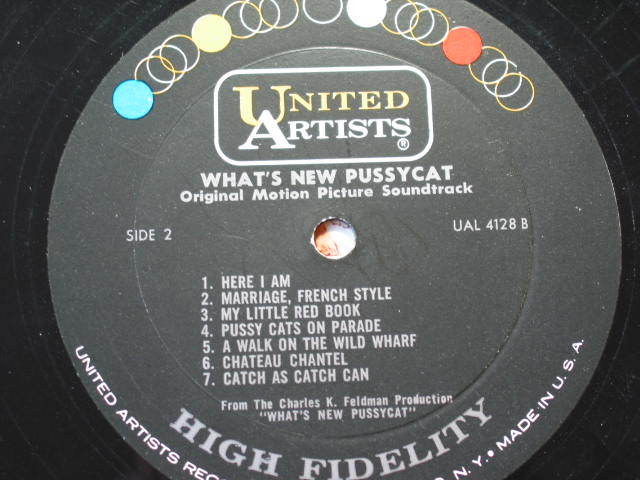 UNITED
ARTISTS®
WHAT'S NEW PUSSYCAT
Original Motion Picture Soundtrack
SIDE 2
UAL 4128 B
1. HERE I AM
2. MARRIAGE, FRENCH STYLE
3. MY LITTLE RED BOOK
4. PUSSY CATS ON PARADE
5. A WALK ON THE WILD WHARF
6. CHATEAU CHANTEL
7. CATCH AS CATCH CAN
From The Charles K. Feldman Production
"WHAT'S NEW PUSSYCAT"
HIGH FIDELITY
UNITED ARTISTS REC
N.Y. • MADE IN U.S.A.